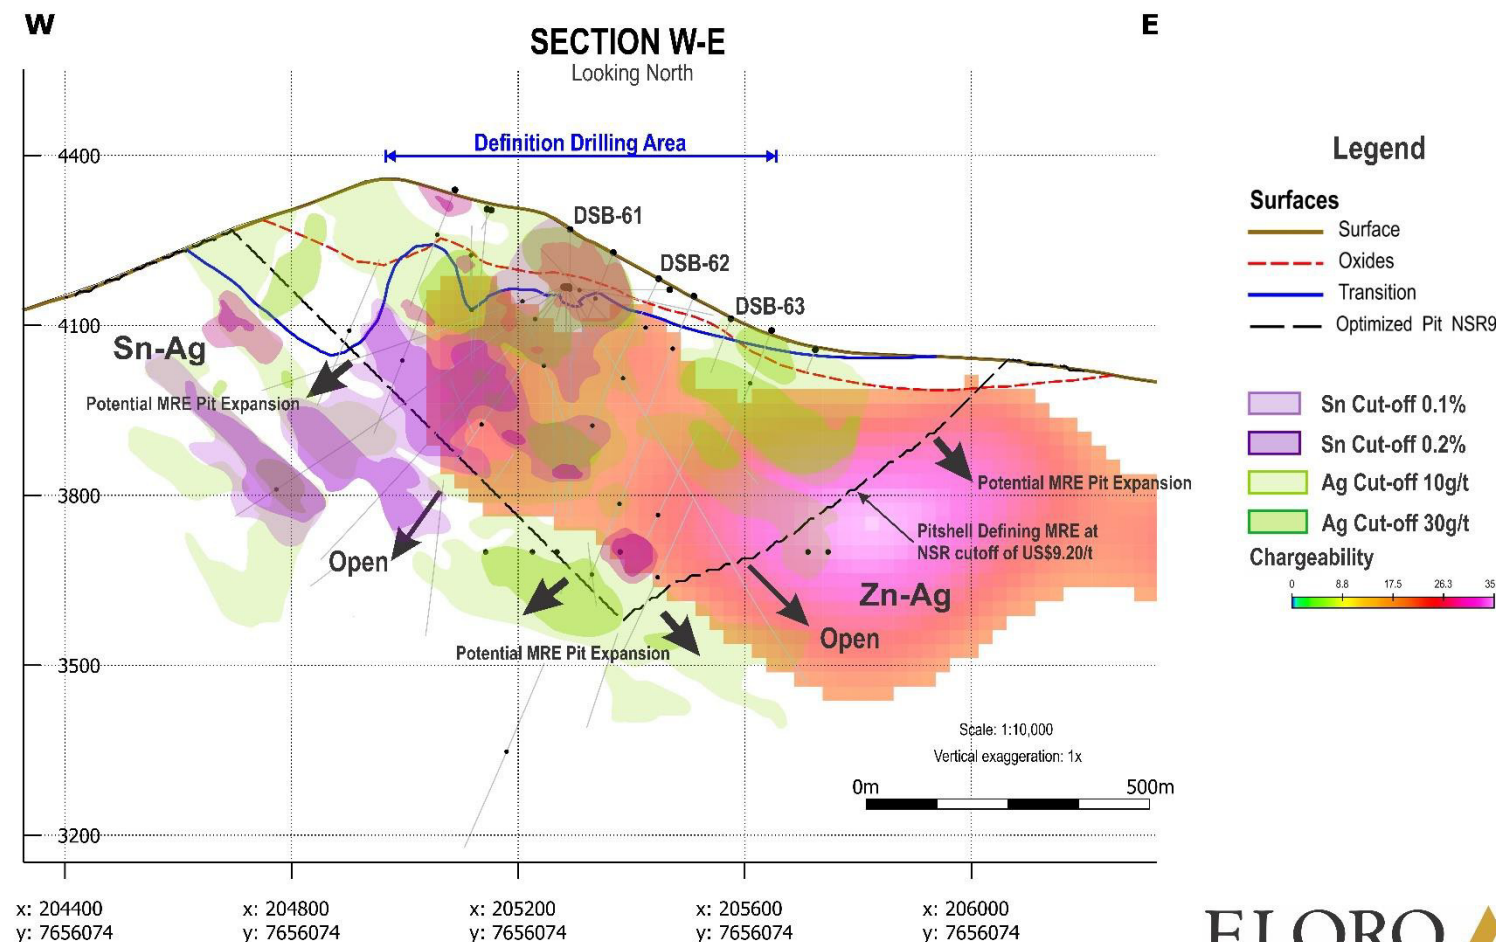 W
E
SECTION W-E
Looking North
Definition Drilling Area
4400
DSB-61
DSB-62
DSB-63
4100
Sn-Ag
Potential MRE Pit Expansion
3800
Potential MRE Pit Expansion
Pitshell Defining MRE at
NSR cutoff of US$9.20/t
Open
Zn-Ag
Open
Potential MRE Pit Expansion
3500
Scale: 1:10,000
Vertical exaggeration: 1x
0m 500m
3200
x: 204400
y: 7656074
x: 204800
y: 7656074
x: 205200
y: 7656074
x: 205600
y: 7656074
x: 206000
y: 7656074
Legend
Surfaces
Surface
Oxides
Transition
Optimized Pit NSR9
Sn Cut-off 0.1%
Sn Cut-off 0.2%
Ag Cut-off 10g/t
Ag Cut-off 30g/t
Chargeability
0 8.8 17.5 26.3 35
ELORO